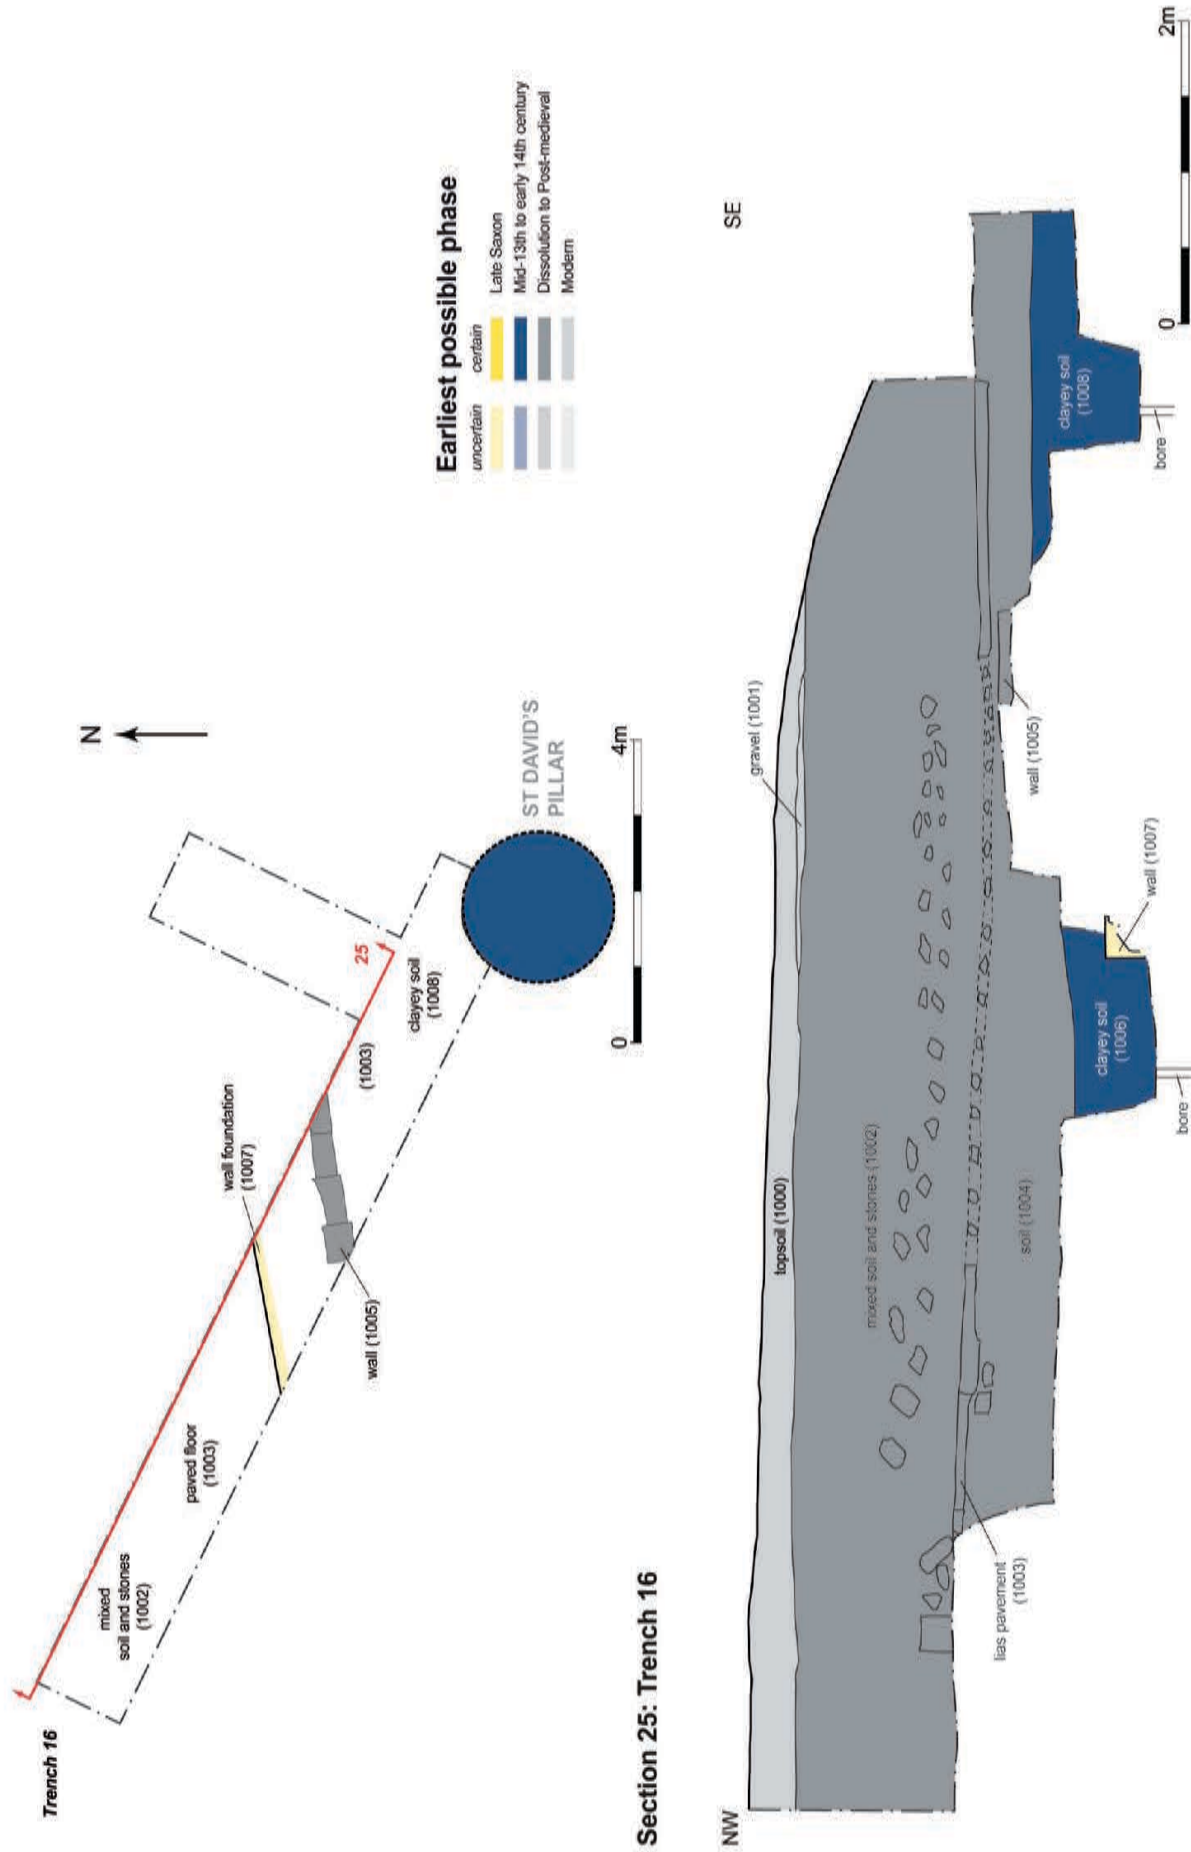 Trench 16
N
mixed
soil and stones
(1002)
paved floor
(1003)
wall foundation
(1007)
wall (1005)
(1003)
25
clayey soil
(1008)
ST DAVID'S
PILLAR
0
4m
Earliest possible phase
uncertain
certain
Late Saxon
Mid-13th to early 14th century
Dissolution to Post-medieval
Modern
Section 25: Trench 16
NW
SE
topsoil (1000)
gravel (1001)
mixed soil and stones (1002)
lias pavement
(1003)
soil (1004)
clayey soil
(1006)
bore
wall (1007)
wall (1005)
clayey soil
(1008)
bore
0
2m